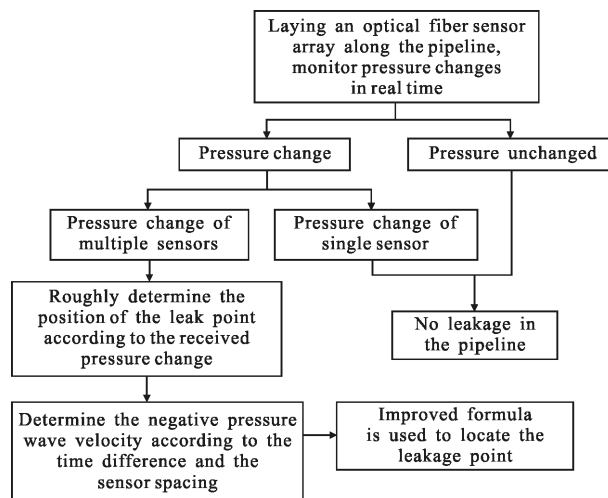 Laying an optical fiber sensor
array along the pipeline,
monitor pressure changes
in real time
Pressure change
Pressure unchanged
Pressure change of
multiple sensors
Pressure change of
single sensor
Roughly determine the
position of the leak point
according to the received
pressure change
No leakage in
the pipeline
Determine the negative pressure
wave velocity according to the
time difference and the
sensor spacing
Improved formula
is used to locate the
leakage point